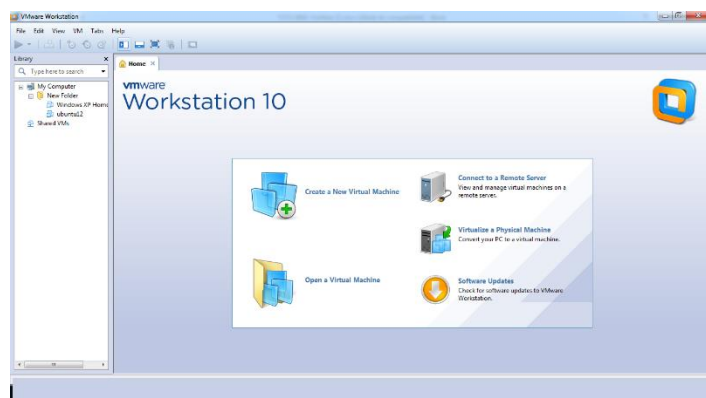 VMware Workstation
File Edit View VM Tabs Help
Library x
Home ×
Type here to search
My Computer
New Folder
Windows XP Home
ubuntu12
Shared VMs
vmware
Workstation 10
Create a New Virtual Machine
Connect to a Remote Server
View and manage virtual machines on a
remote server.
Virtualize a Physical Machine
Convert your PC to a virtual machine.
Open a Virtual Machine
Software Updates
Check for software updates to VMware
Workstation.